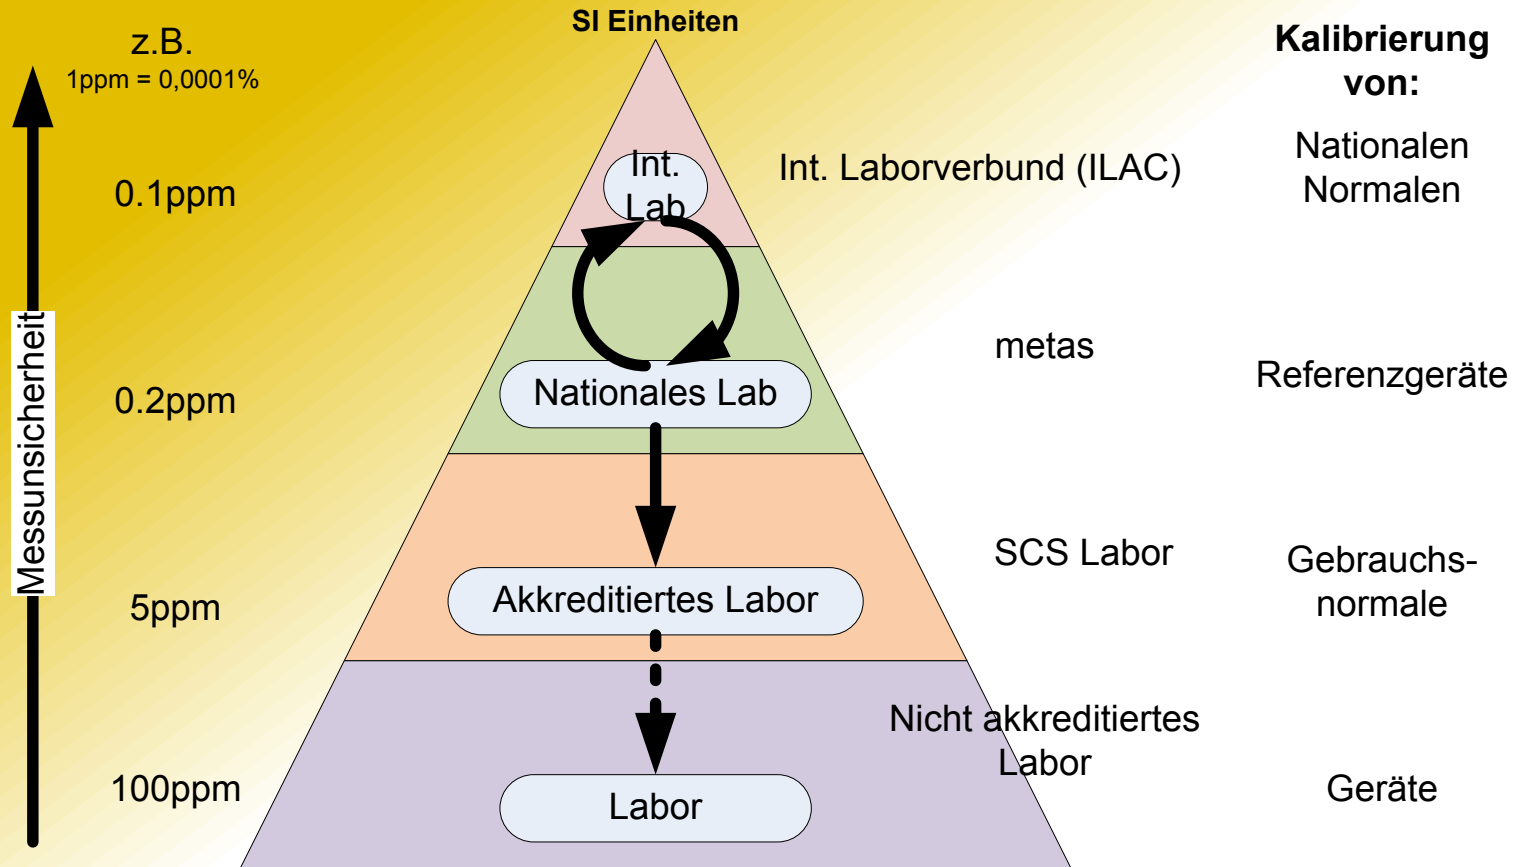 SI Einheiten
z.B.
1ppm = 0,0001%
Kalibrierung
von:
Int.
Lab
Int. Laborverbund (ILAC)
Nationalen
Normalen
0.1ppm
Messunsicherheit
metas
Referenzgeräte
Nationales Lab
0.2ppm
SCS Labor
Gebrauchs-
normale
Akkreditiertes Labor
5ppm
Nicht akkreditiertes
Labor
100ppm
Labor
Geräte